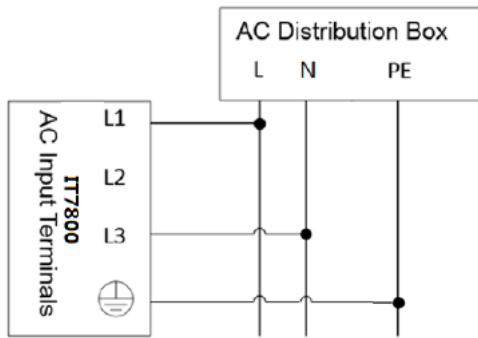 AC Distribution Box
L N PE
AC Input Terminals
IT7800
L1
L2
L3